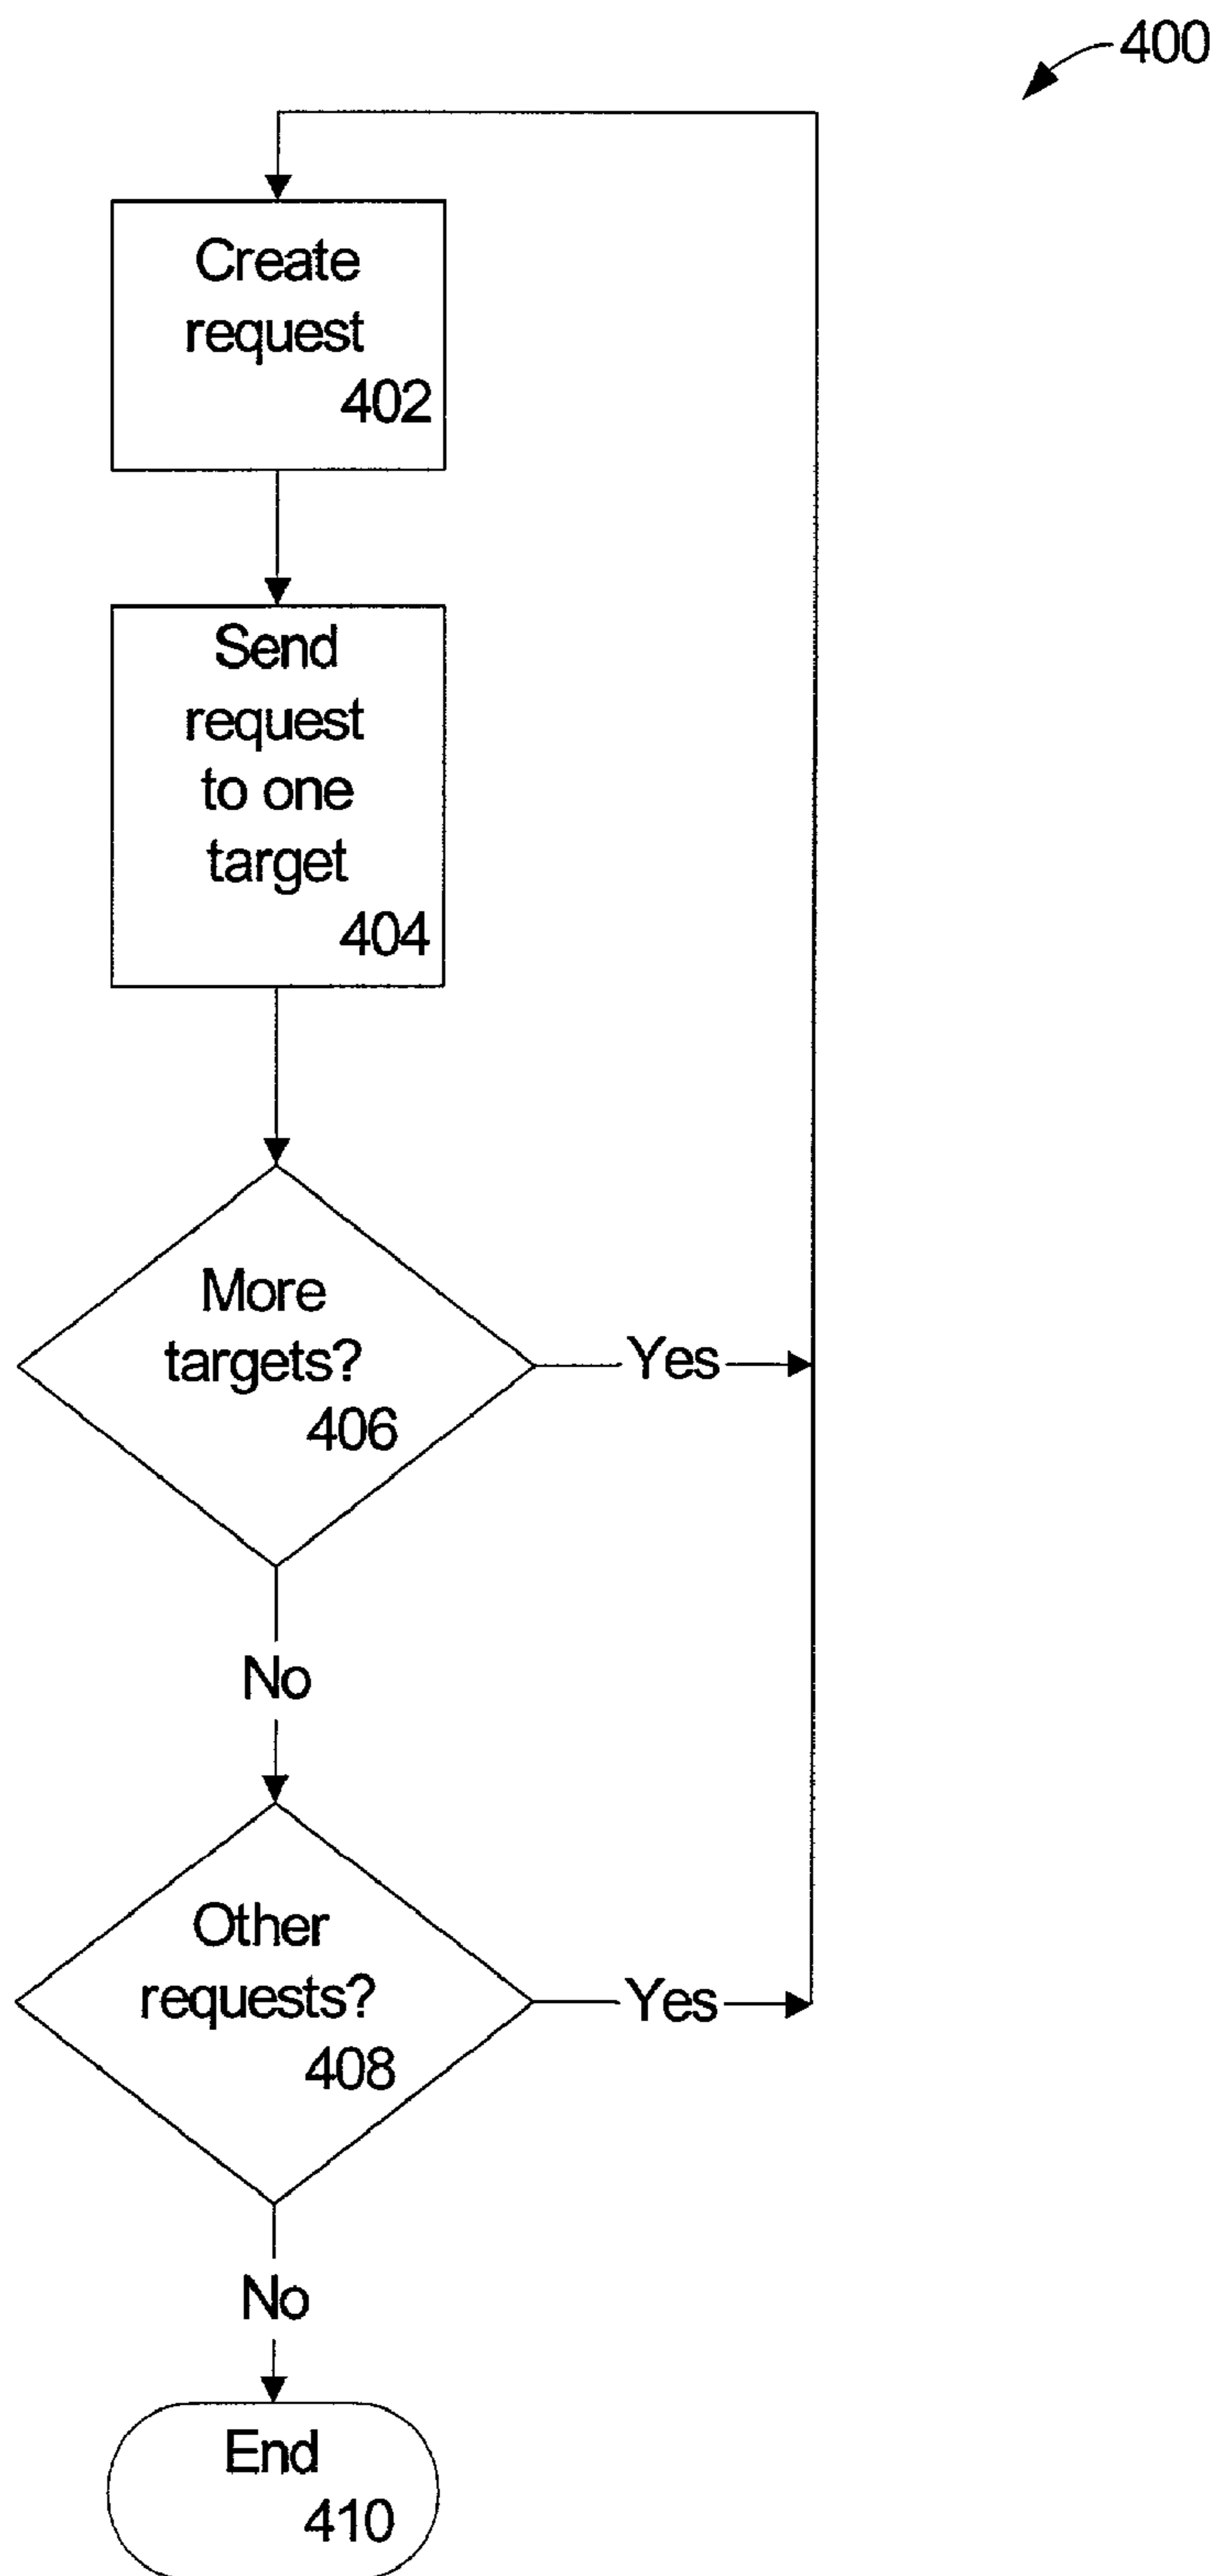 400
Create
request
402
Send
request
to one
target
404
More
targets?
406
Yes
No
Other
requests?
408
Yes
No
End
410